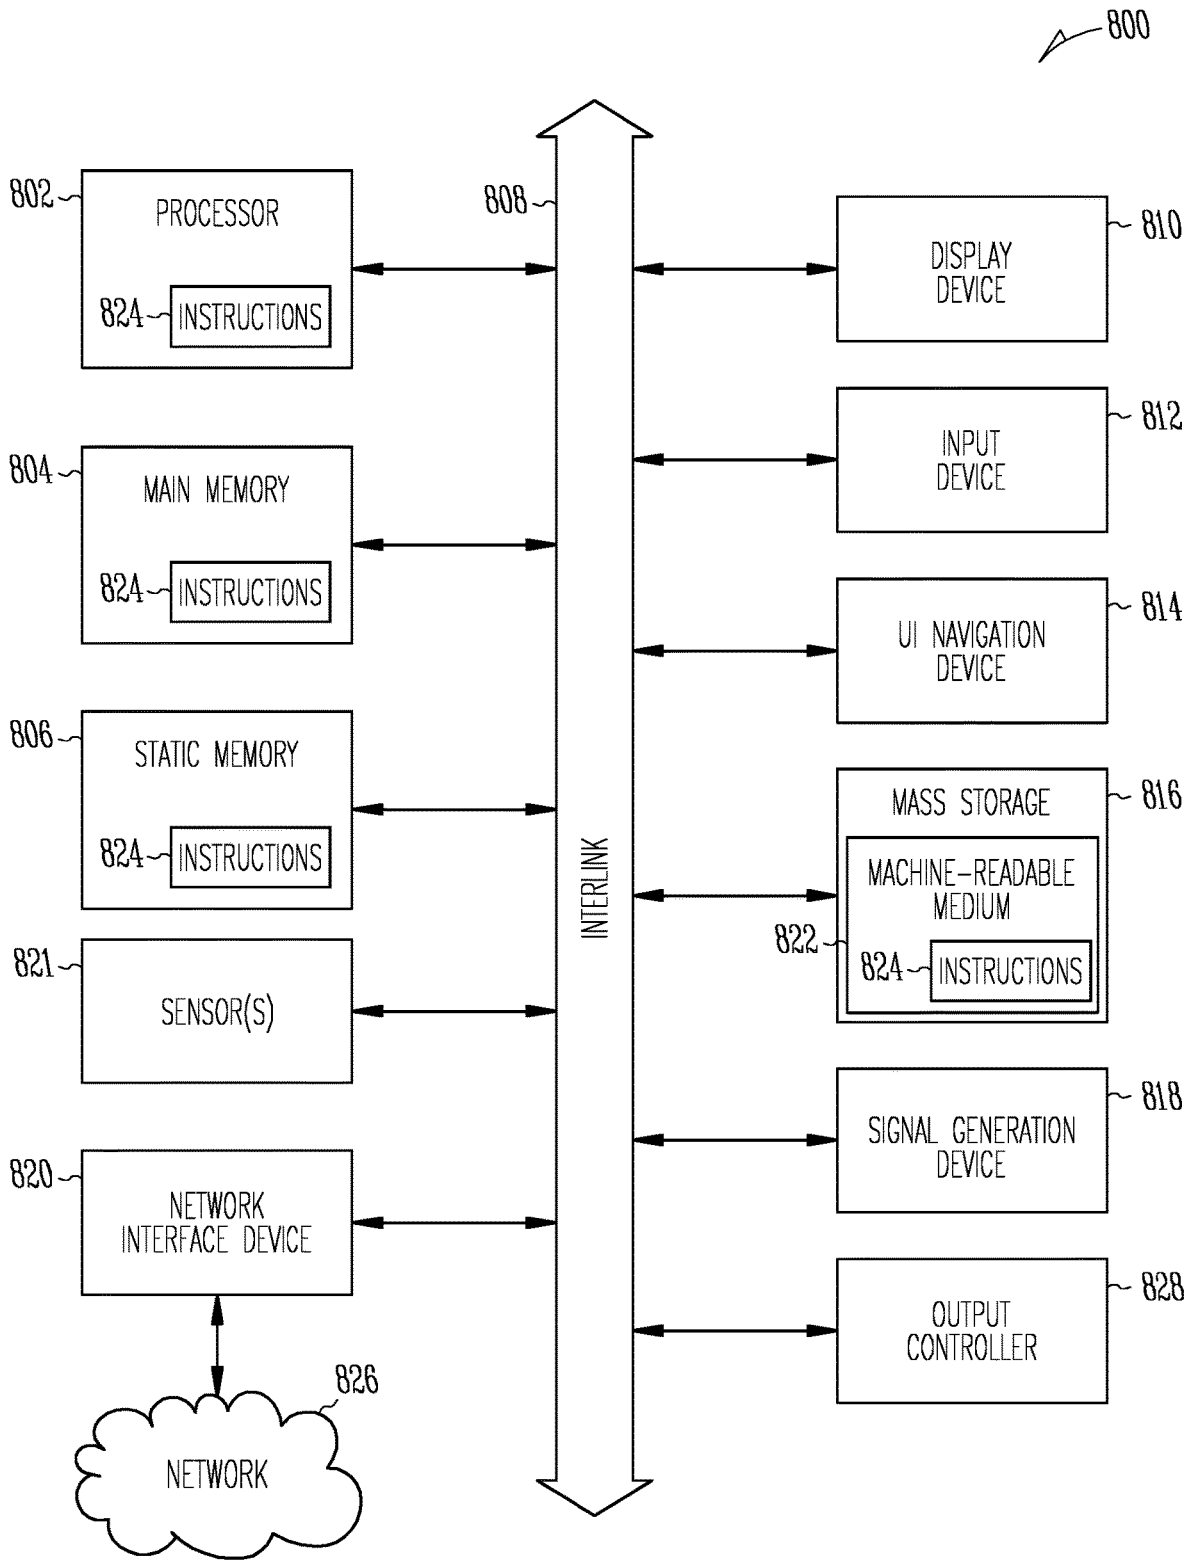 800
802
PROCESSOR
824
INSTRUCTIONS
804
MAIN MEMORY
824
INSTRUCTIONS
806
STATIC MEMORY
824
INSTRUCTIONS
821
SENSOR(S)
820
NETWORK
INTERFACE DEVICE
826
NETWORK
808
INTERLINK
810
DISPLAY
DEVICE
812
INPUT
DEVICE
814
UI NAVIGATION
DEVICE
816
MASS STORAGE
MACHINE-READABLE
MEDIUM
822
824
INSTRUCTIONS
818
SIGNAL GENERATION
DEVICE
828
OUTPUT
CONTROLLER